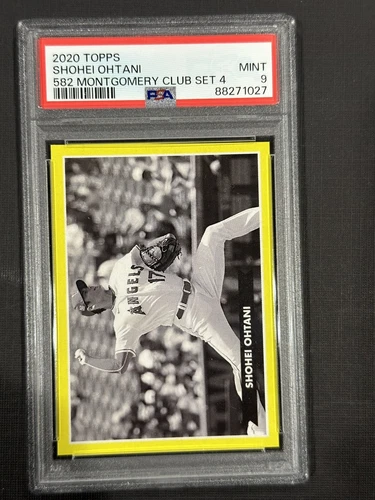 2020 TOPPS
SHOHEI OHTANI MINT
582 MONTGOMERY CLUB SET 4 9
PSA 88271027
ANGELS
17
SHOHEI OHTANI